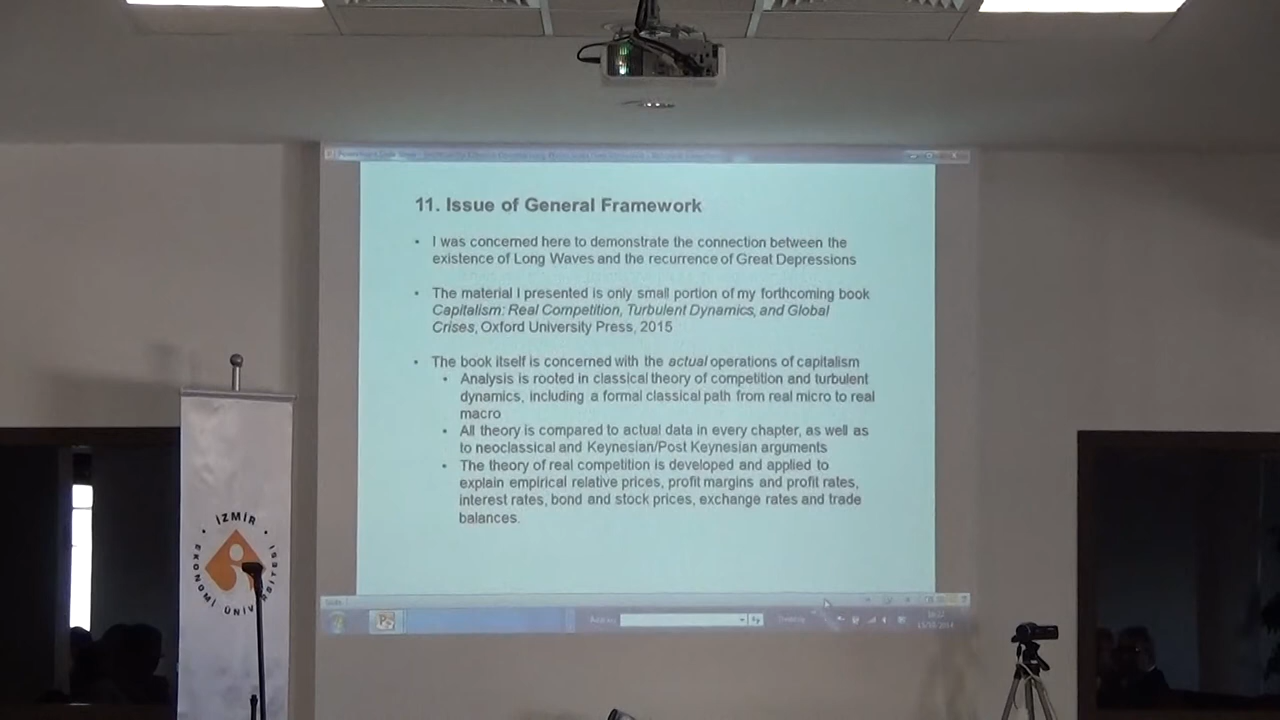 11. Issue of General Framework
• I was concerned here to demonstrate the connection between the
existence of Long Waves and the recurrence of Great Depressions
• The material I presented is only small portion of my forthcoming book
Capitalism: Real Competition, Turbulent Dynamics, and Global
Crises, Oxford University Press, 2015
• The book itself is concerned with the actual operations of capitalism
• Analysis is rooted in classical theory of competition and turbulent
dynamics, including a formal classical path from real micro to real
macro
• All theory is compared to actual data in every chapter, as well as
to neoclassical and Keynesian/Post Keynesian arguments
• The theory of real competition is developed and applied to
explain empirical relative prices, profit margins and profit rates,
interest rates, bond and stock prices, exchange rates and trade
balances.
İZMİR
EKONOMİ ÜNİVERSİTESİ